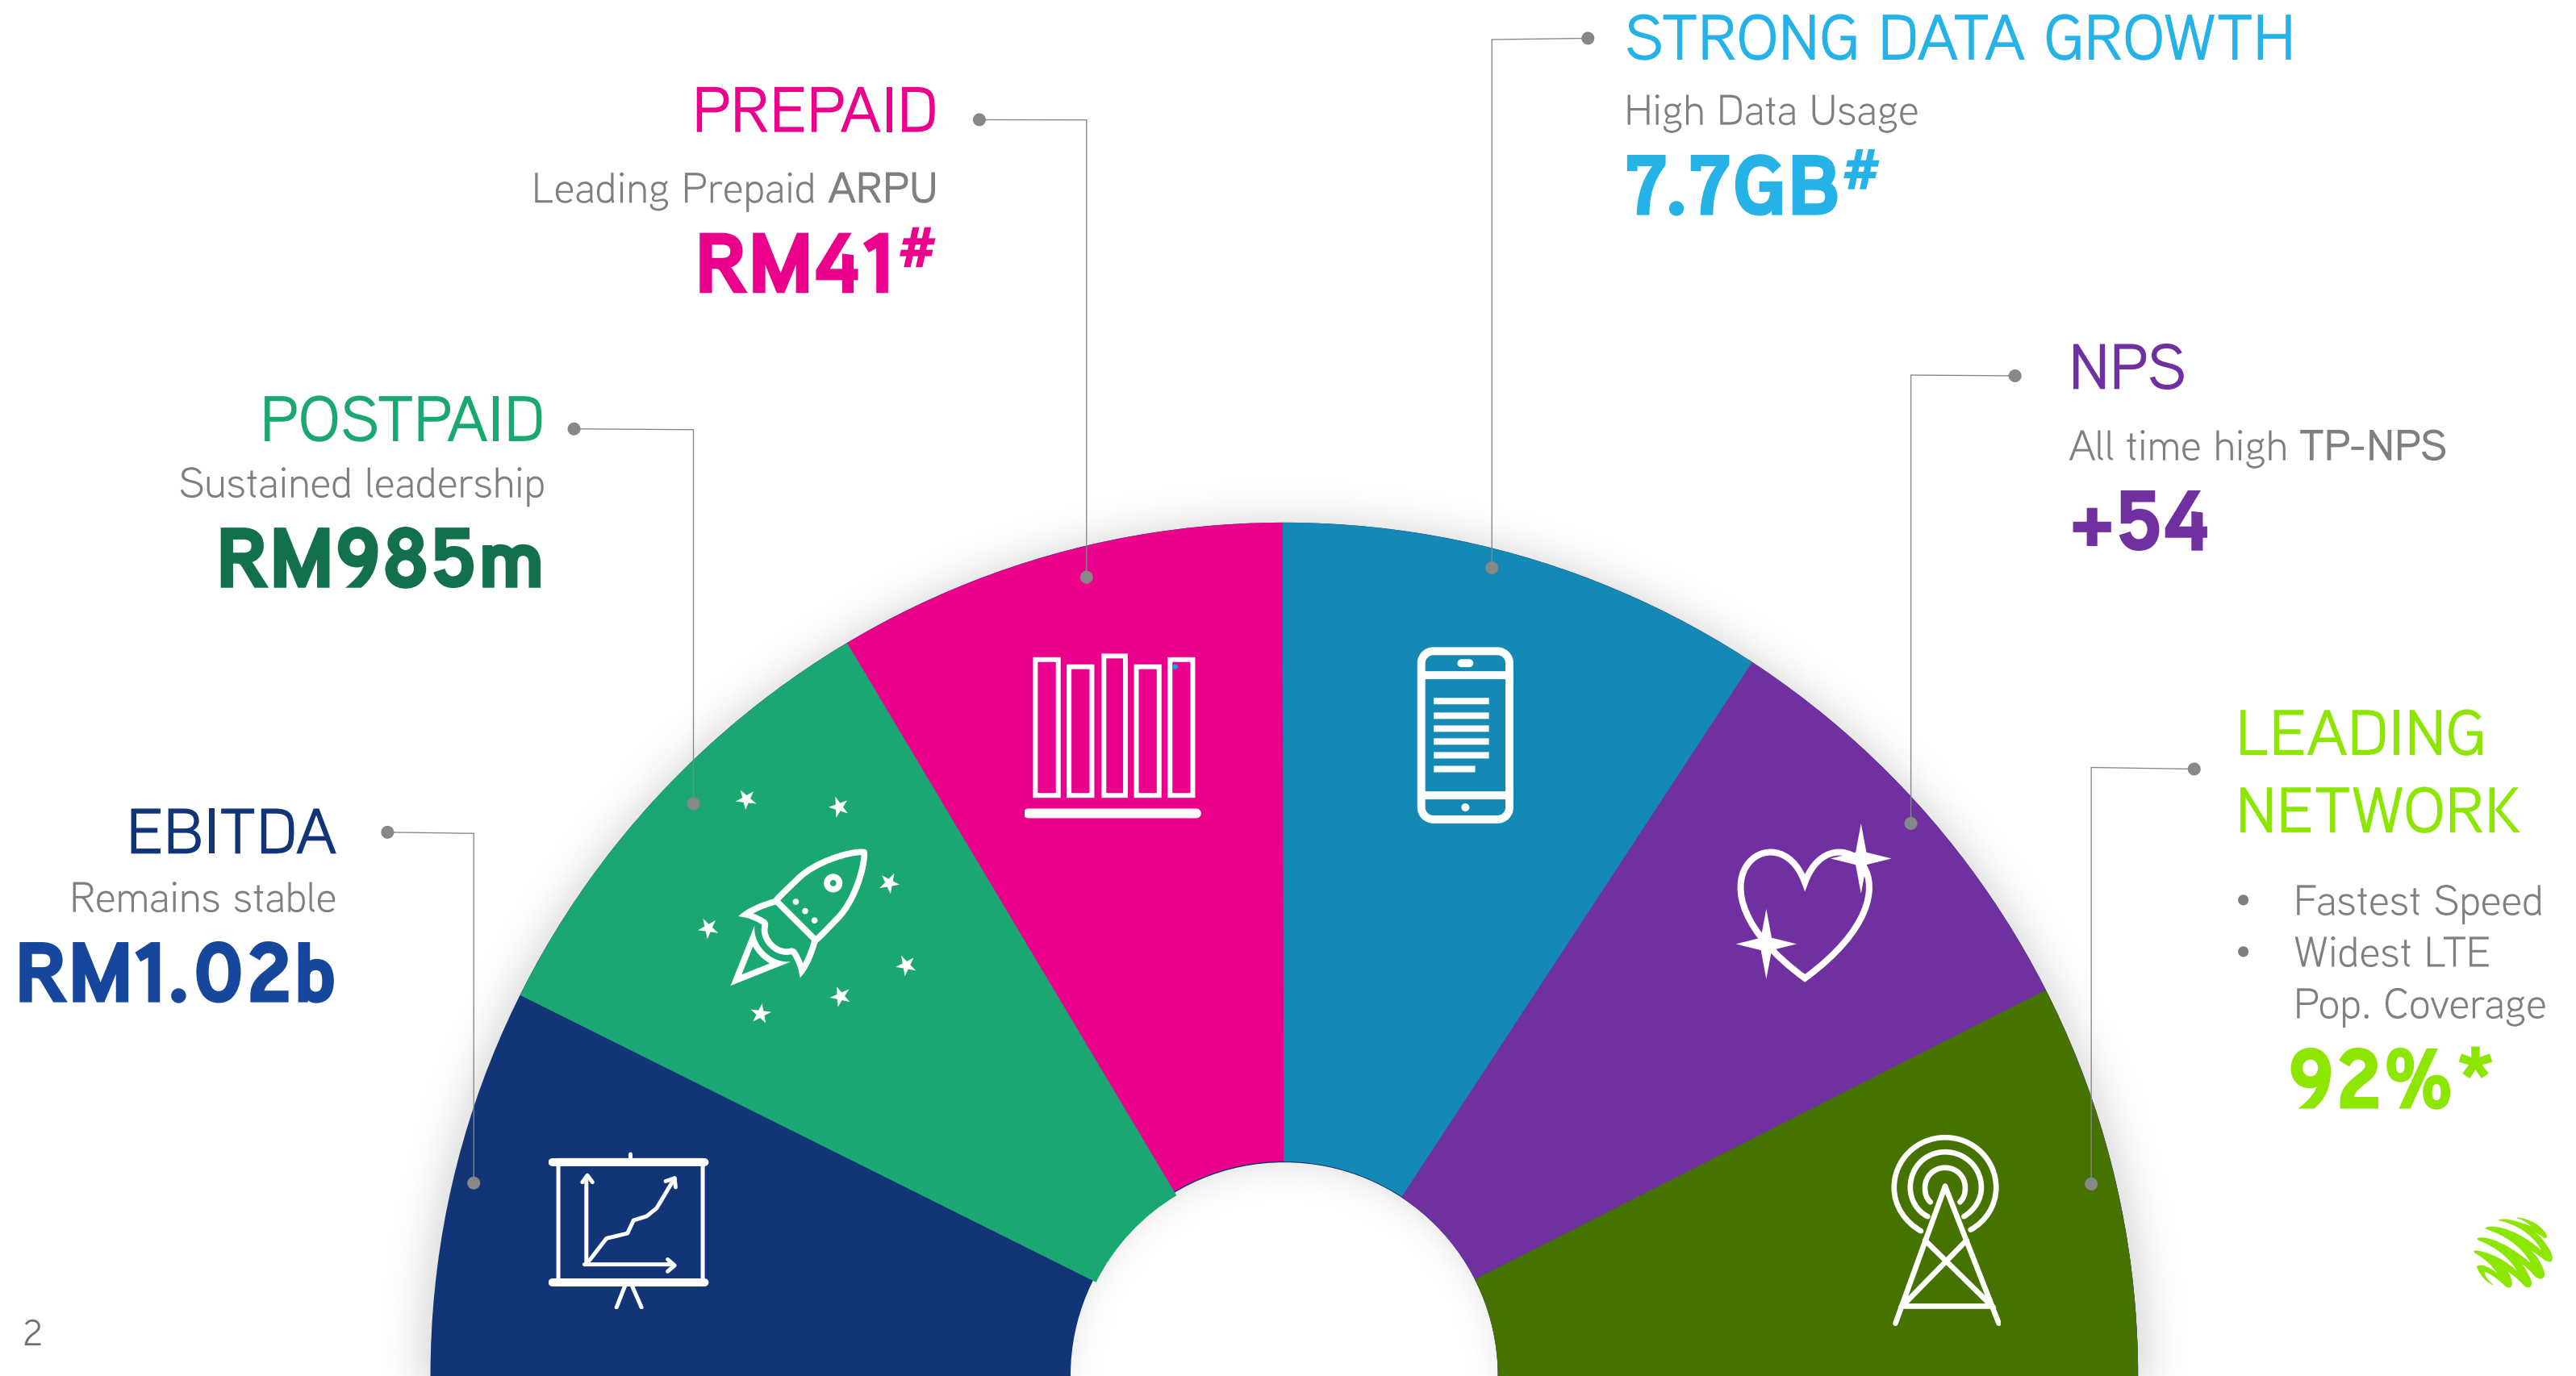 STRONG DATA GROWTH
High Data Usage
7.7GB#
PREPAID
Leading Prepaid ARPU
RM41#
NPS
All time high TP-NPS
+54
POSTPAID
Sustained leadership
RM985m
LEADING
NETWORK
• Fastest Speed
• Widest LTE
Pop. Coverage
92%*
EBITDA
Remains stable
RM1.02b
2